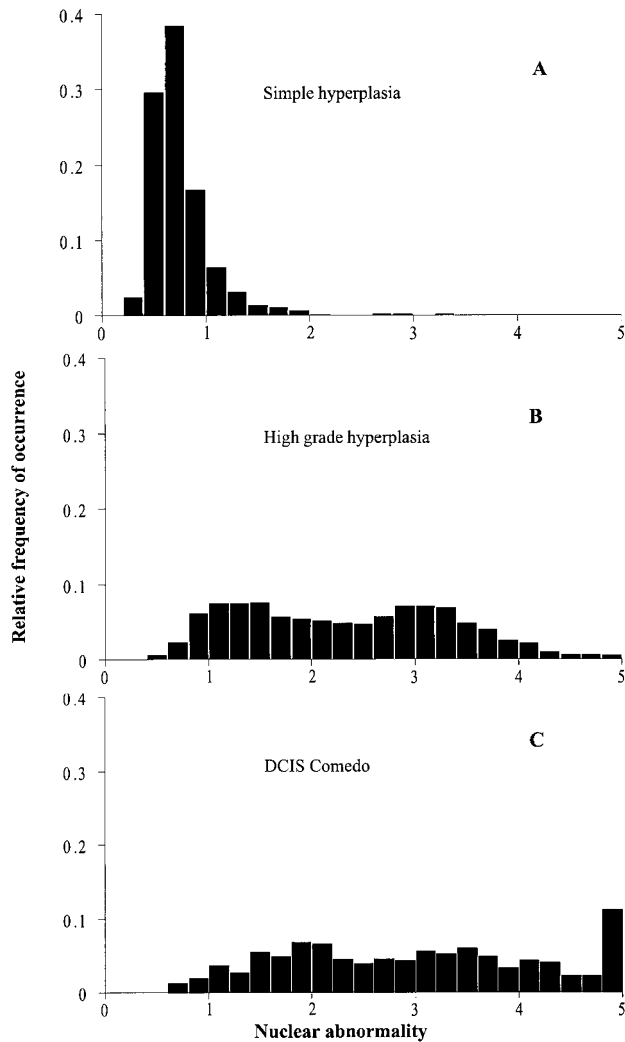 Relative frequency of occurrence
0.4
0.3
0.2
0.1
0
A
Simple hyperplasia
0 1 2 3 4 5
0.4
0.3
0.2
0.1
0
B
High grade hyperplasia
0 1 2 3 4 5
0.4
0.3
0.2
0.1
0
C
DCIS Comedo
0 1 2 3 4 5
Nuclear abnormality